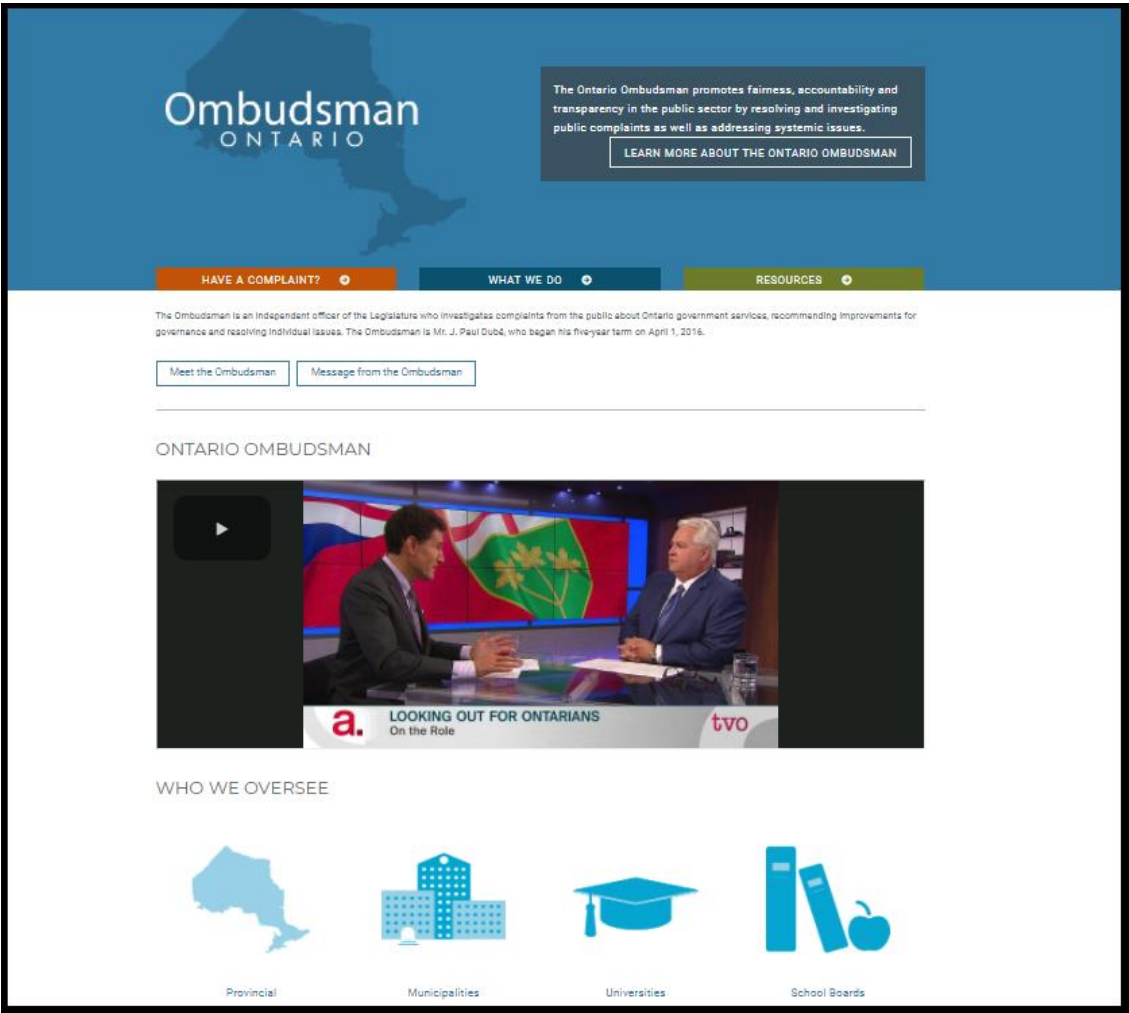 Ombudsman
ONTARIO
The Ontario Ombudsman promotes fairness, accountability and
transparency in the public sector by resolving and investigating
public complaints as well as addressing systemic issues.
LEARN MORE ABOUT THE ONTARIO OMBUDSMAN
HAVE A COMPLAINT?
WHAT WE DO
RESOURCES
The Ombudsman is an independent officer of the Legislature who investigates complaints from the public about Ontario government services, recommending improvements for
governance and resolving individual issues. The Ombudsman is Mr. J. Paul Dubé, who began his five-year term on April 1, 2016.
Meet the Ombudsman
Message from the Ombudsman
ONTARIO OMBUDSMAN
a.
LOOKING OUT FOR ONTARIANS
On the Role
tvo
WHO WE OVERSEE
Provincial
Municipalities
Universities
School Boards